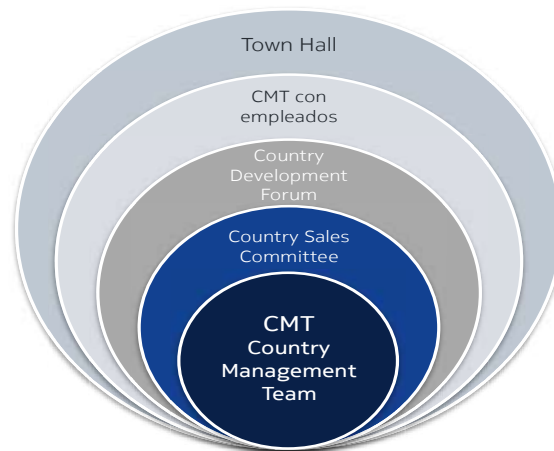 Town Hall
CMT con
empleados
Country
Development
Forum
Country Sales
Committee
CMT
Country
Management
Team